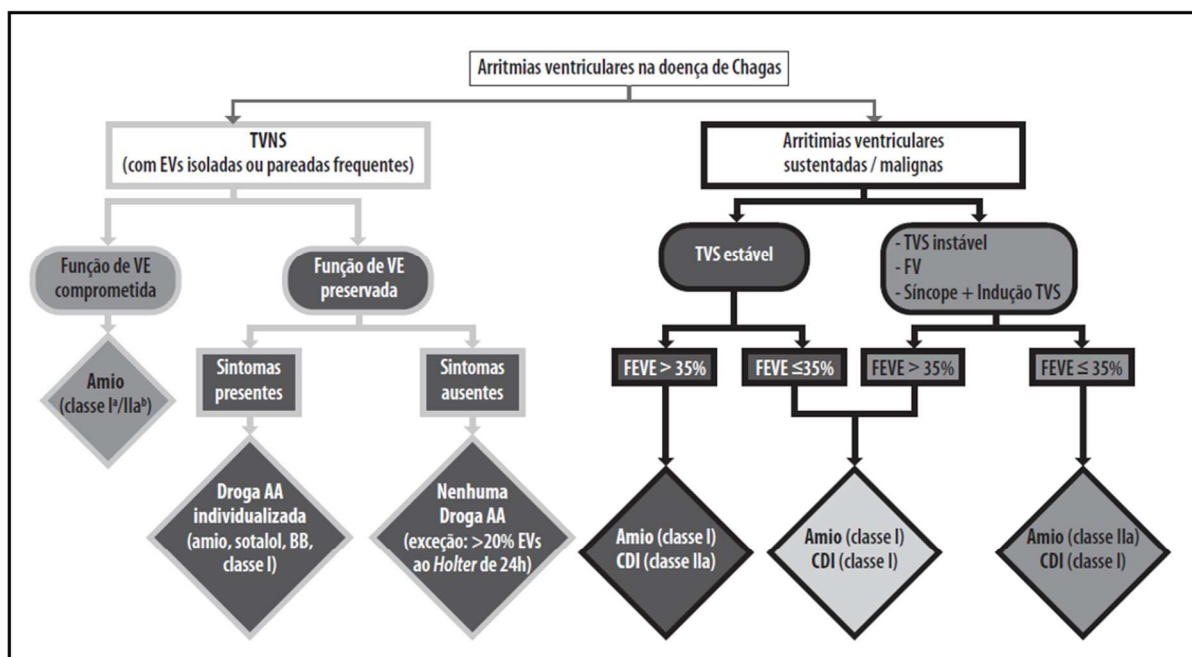 Arritmias ventriculares na doença de Chagas
TVNS
(com EVs isoladas ou pareadas frequentes)
Arritimias ventriculares
sustentadas / malignas
Função de VE
comprometida
Função de VE
preservada
TVS estável
- TVS instável
- FV
- Síncope + Indução TVS
Amio
(classe Iª/IIaᵇ)
Sintomas
presentes
Sintomas
ausentes
FEVE > 35%
FEVE ≤35%
FEVE > 35%
FEVE ≤ 35%
Droga AA
individualizada
(amio, sotalol, BB,
classe I)
Nenhuma
Droga AA
(exceção: >20% EVs
ao Holter de 24h)
Amio (classe I)
CDI (classe IIa)
Amio (classe I)
CDI (classe I)
Amio (classe IIa)
CDI (classe I)